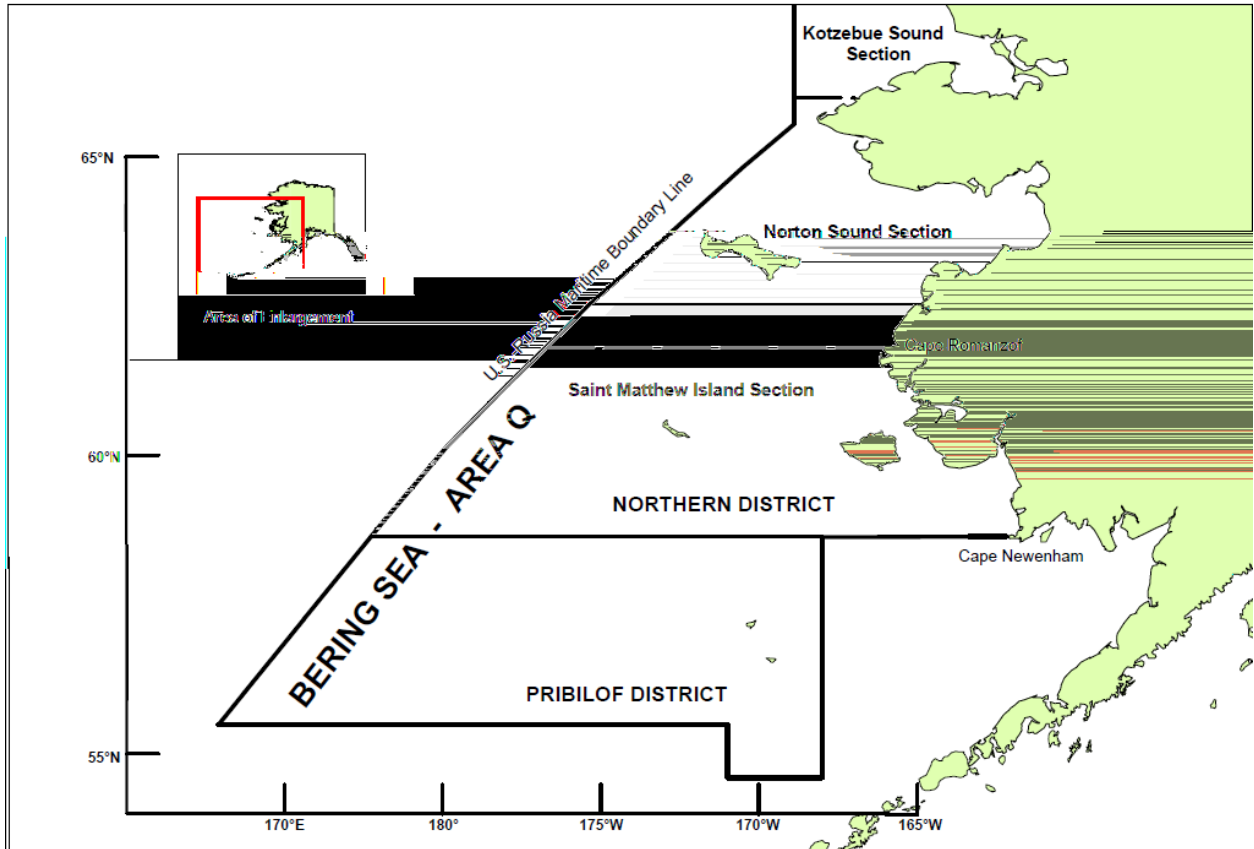 Kotzebue Sound
Section
65°N
U.S.-Russia Maritime Boundary Line
Norton Sound Section
Area of Enlargement
Cape Romanzof
Saint Matthew Island Section
60°N
BERING SEA - AREA Q
NORTHERN DISTRICT
Cape Newenham
PRIBILOF DISTRICT
55°N
170°E
180°
175°W
170°W
165°W